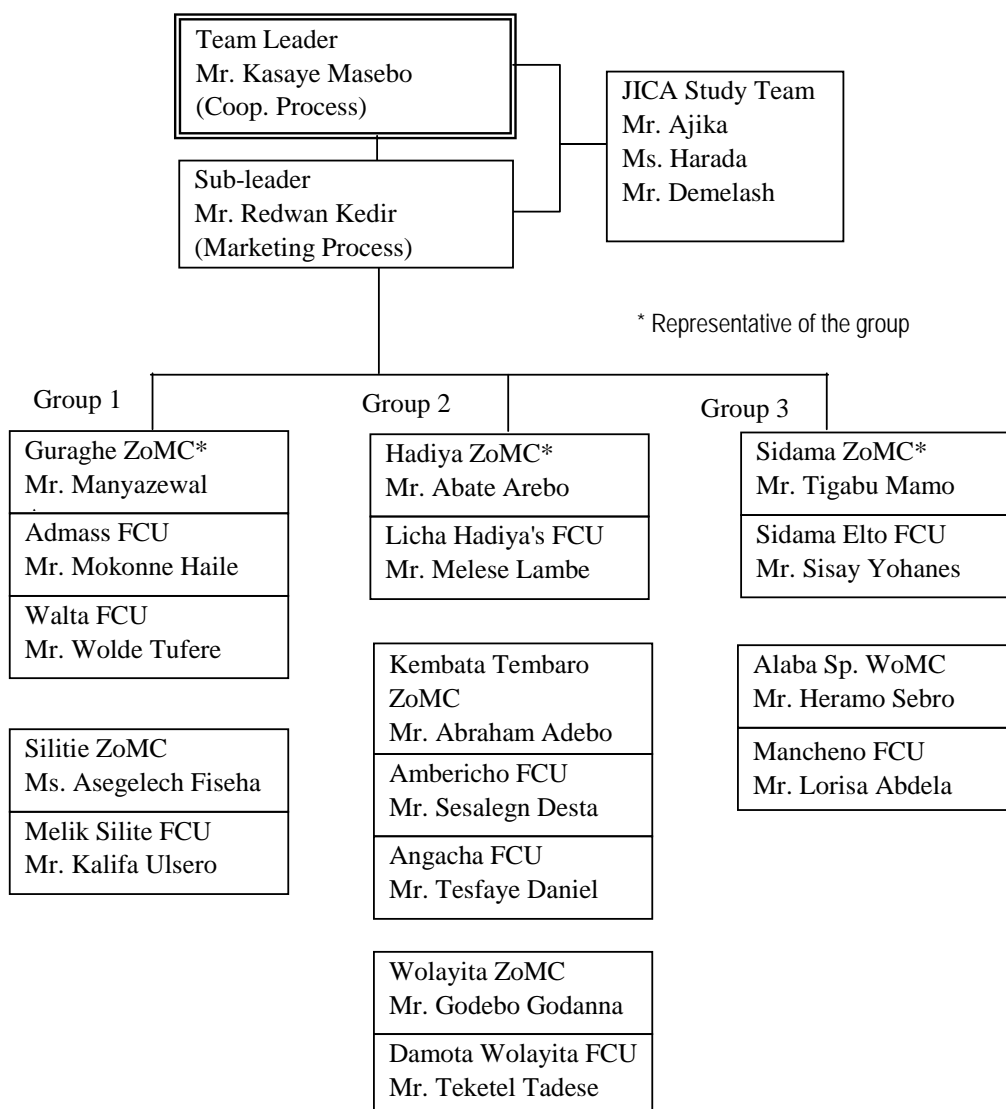 Team Leader
Mr. Kasaye Masebo
(Coop. Process)
JICA Study Team
Mr. Ajika
Ms. Harada
Mr. Demelash
Sub-leader
Mr. Redwan Kedir
(Marketing Process)
* Representative of the group
Group 1
Guraghe ZoMC*
Mr. Manyazewal
Admass FCU
Mr. Mokonne Haile
Walta FCU
Mr. Wolde Tufere
Silitie ZoMC
Ms. Asegelech Fiseha
Melik Silite FCU
Mr. Kalifa Ulsero
Group 2
Hadiya ZoMC*
Mr. Abate Arebo
Licha Hadiya's FCU
Mr. Melese Lambe
Kembata Tembaro
ZoMC
Mr. Abraham Adebo
Ambericho FCU
Mr. Sesalegn Desta
Angacha FCU
Mr. Tesfaye Daniel
Wolayita ZoMC
Mr. Godebo Godanna
Damota Wolayita FCU
Mr. Teketel Tadese
Group 3
Sidama ZoMC*
Mr. Tigabu Mamo
Sidama Elto FCU
Mr. Sisay Yohanes
Alaba Sp. WoMC
Mr. Heramo Sebro
Mancheno FCU
Mr. Lorisa Abdela